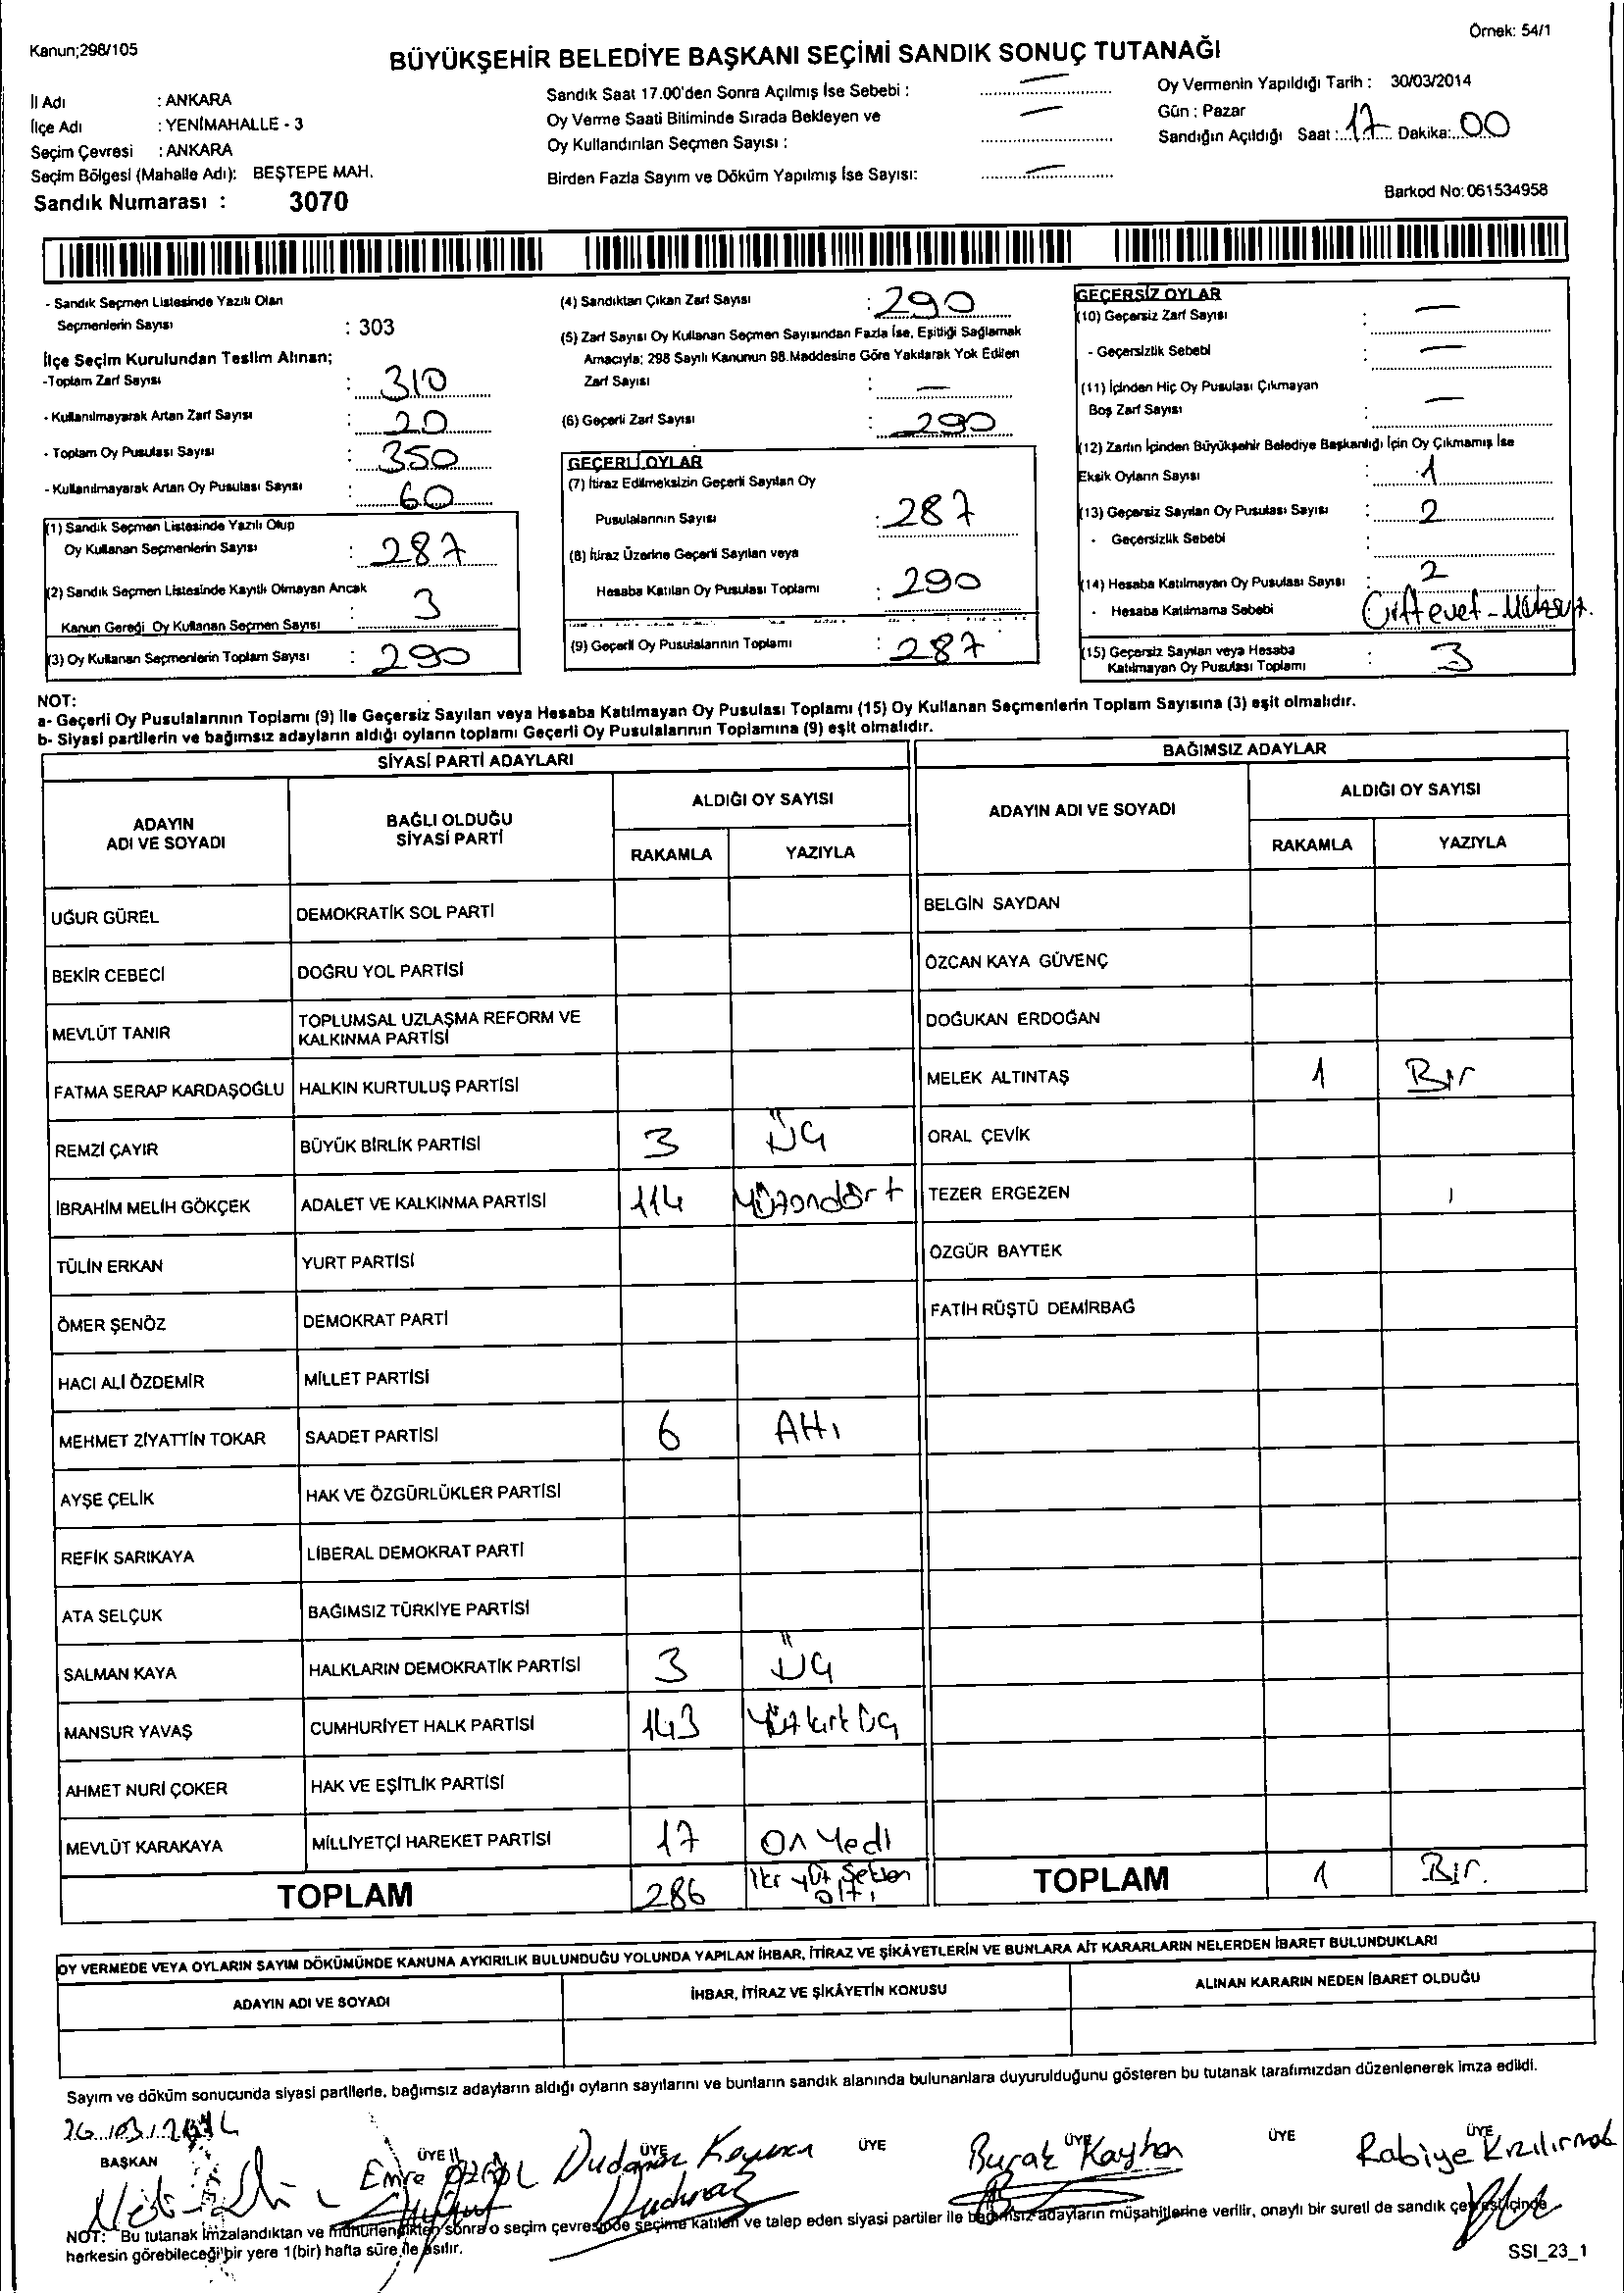 Kanun;298/105
Örnek: 54/1
BÜYÜKŞEHİR BELEDİYE BAŞKANI SEÇİMİ SANDIK SONUÇ TUTANAĞI
İl Adı : ANKARA
İlçe Adı : YENİMAHALLE - 3
Seçim Çevresi : ANKARA
Seçim Bölgesi (Mahalle Adı): BEŞTEPE MAH.
Sandık Numarası : 3070
Sandık Saat 17.00'den Sonra Açılmış İse Sebebi : —
Oy Verme Saati Bitiminde Sırada Bekleyen ve
Oy Kullandırılan Seçmen Sayısı : —
Birden Fazla Sayım ve Döküm Yapılmış İse Sayısı: —
Oy Vermenin Yapıldığı Tarih : 30/03/2014
Gün : Pazar
Sandığın Açıldığı Saat : 17 Dakika: 00
Barkod No: 061534958
- Sandık Seçmen Listesinde Yazılı Olan
Seçmenlerin Sayısı : 303
İlçe Seçim Kurulundan Teslim Alınan;
-Toplam Zarf Sayısı : 310
- Kullanılmayarak Artan Zarf Sayısı : 20
- Toplam Oy Pusulası Sayısı : 350
- Kullanılmayarak Artan Oy Pusulası Sayısı : 60
(1) Sandık Seçmen Listesinde Yazılı Olup
Oy Kullanan Seçmenlerin Sayısı : 287
(2) Sandık Seçmen Listesinde Kayıtlı Olmayan Ancak
Kanun Gereği Oy Kullanan Seçmen Sayısı 3
(3) Oy Kullanan Seçmenlerin Toplam Sayısı : 290
(4) Sandıktan Çıkan Zarf Sayısı : 290
(5) Zarf Sayısı Oy Kullanan Seçmen Sayısından Fazla İse, Eşitliği Sağlamak
Amacıyla; 298 Sayılı Kanunun 98.Maddesine Göre Yakılarak Yok Edilen
Zarf Sayısı : —
(6) Geçerli Zarf Sayısı : 290
GEÇERLİ OYLAR
(7) İtiraz Edilmeksizin Geçerli Sayılan Oy
Pusulalarının Sayısı : 287
(8) İtiraz Üzerine Geçerli Sayılan veya
Hesaba Katılan Oy Pusulası Toplamı : 290
(9) Geçerli Oy Pusulalarının Toplamı : 287
GEÇERSİZ OYLAR
(10) Geçersiz Zarf Sayısı : —
- Geçersizlik Sebebi : —
(11) İçinden Hiç Oy Pusulası Çıkmayan
Boş Zarf Sayısı : —
(12) Zarfın İçinden Büyükşehir Belediye Başkanlığı İçin Oy Çıkmamış İse
Eksik Oyların Sayısı : 1
(13) Geçersiz Sayılan Oy Pusulası Sayısı : 2
- Geçersizlik Sebebi :
(14) Hesaba Katılmayan Oy Pusulası Sayısı : 2
- Hesaba Katılmama Sebebi Çift evet -
(15) Geçersiz Sayılan veya Hesaba
Katılmayan Oy Pusulası Toplamı : 3
NOT:
a- Geçerli Oy Pusulalarının Toplamı (9) ile Geçersiz Sayılan veya Hesaba Katılmayan Oy Pusulası Toplamı (15) Oy Kullanan Seçmenlerin Toplam Sayısına (3) eşit olmalıdır.
b- Siyasi partilerin ve bağımsız adayların aldığı oyların toplamı Geçerli Oy Pusulalarının Toplamına (9) eşit olmalıdır.
SİYASİ PARTİ ADAYLARI
BAĞIMSIZ ADAYLAR
ADAYIN
ADI VE SOYADI
BAĞLI OLDUĞU
SİYASİ PARTİ
ALDIĞI OY SAYISI
RAKAMLA YAZIYLA
ADAYIN ADI VE SOYADI
ALDIĞI OY SAYISI
RAKAMLA YAZIYLA
UĞUR GÜREL DEMOKRATİK SOL PARTİ BELGİN SAYDAN
BEKİR CEBECİ DOĞRU YOL PARTİSİ ÖZCAN KAYA GÜVENÇ
MEVLÜT TANIR TOPLUMSAL UZLAŞMA REFORM VE
KALKINMA PARTİSİ DOĞUKAN ERDOĞAN
FATMA SERAP KARDAŞOĞLU HALKIN KURTULUŞ PARTİSİ MELEK ALTINTAŞ 1 Bir
REMZİ ÇAYIR BÜYÜK BİRLİK PARTİSİ 3 Üç ORAL ÇEVİK
İBRAHİM MELİH GÖKÇEK ADALET VE KALKINMA PARTİSİ 114 Yüzondört TEZER ERGEZEN
TÜLİN ERKAN YURT PARTİSİ ÖZGÜR BAYTEK
ÖMER ŞENÖZ DEMOKRAT PARTİ FATİH RÜŞTÜ DEMİRBAĞ
HACI ALİ ÖZDEMİR MİLLET PARTİSİ
MEHMET ZİYATTİN TOKAR SAADET PARTİSİ 6 Altı
AYŞE ÇELİK HAK VE ÖZGÜRLÜKLER PARTİSİ
REFİK SARIKAYA LİBERAL DEMOKRAT PARTİ
ATA SELÇUK BAĞIMSIZ TÜRKİYE PARTİSİ
SALMAN KAYA HALKLARIN DEMOKRATİK PARTİSİ 3 Üç
MANSUR YAVAŞ CUMHURİYET HALK PARTİSİ 143 Yüz kırk üç
AHMET NURİ ÇOKER HAK VE EŞİTLİK PARTİSİ
MEVLÜT KARAKAYA MİLLİYETÇİ HAREKET PARTİSİ 17 On Yedi
TOPLAM 286 İki yüz seksen
altı
TOPLAM 1 Bir.
OY VERMEDE VEYA OYLARIN SAYIM DÖKÜMÜNDE KANUNA AYKIRILIK BULUNDUĞU YOLUNDA YAPILAN İHBAR, İTİRAZ VE ŞİKÂYETLERİN VE BUNLARA AİT KARARLARIN NELERDEN İBARET BULUNDUKLARI
ADAYIN ADI VE SOYADI İHBAR, İTİRAZ VE ŞİKÂYETİN KONUSU ALINAN KARARIN NEDEN İBARET OLDUĞU
Sayım ve döküm sonucunda siyasi partilerle, bağımsız adayların aldığı oyların sayılarını ve bunların sandık alanında bulunanlara duyurulduğunu gösteren bu tutanak tarafımızdan düzenlenerek imza edildi.
BAŞKAN ÜYE ÜYE ÜYE ÜYE ÜYE ÜYE
Emre Burak Kayhan Rabiye Kızılırmak
NOT: Bu tutanak imzalandıktan ve mühürlendikten sonra o seçim çevresinde seçime katılan ve talep eden siyasi partiler ile bağımsız adayların müşahitlerine verilir, onaylı bir sureti de sandık çevresi içinde
herkesin görebileceği bir yere 1(bir) hafta süre ile asılır.
SSI_23_1